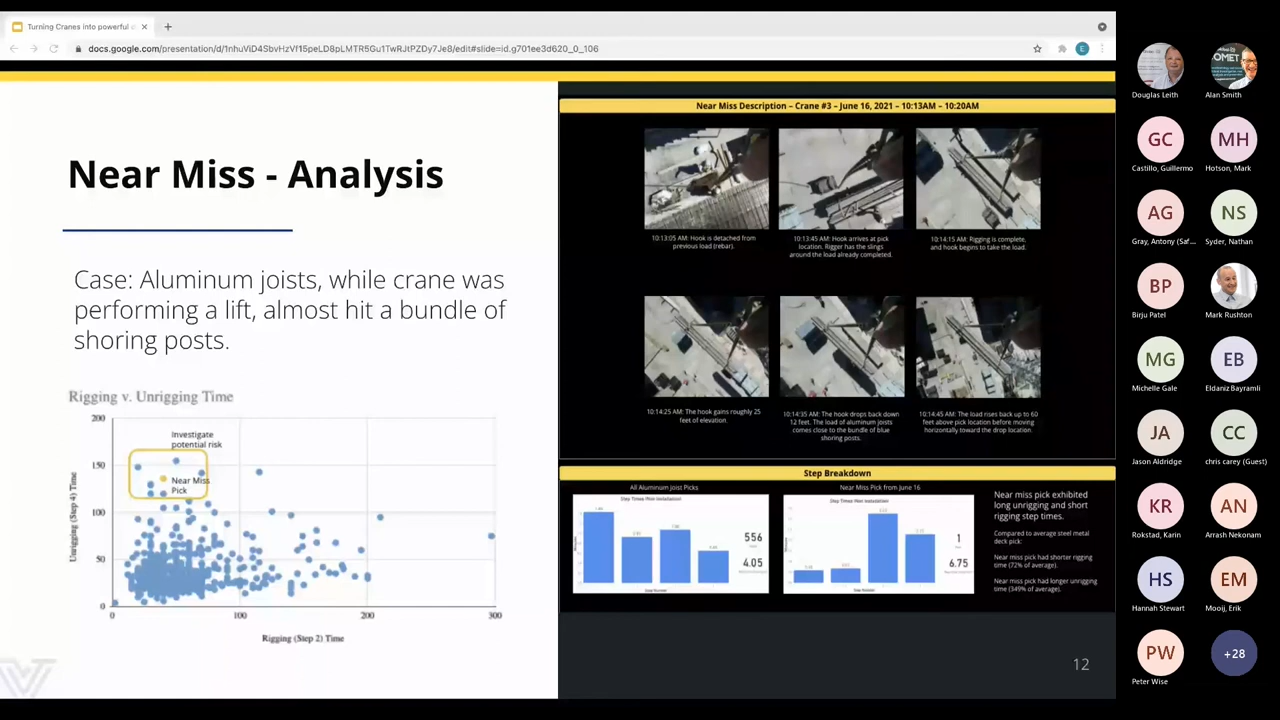 Turning Cranes into powerful d
docs.google.com/presentation/d/1nhuViD4SbvHzVf15peLD8pLMTR5Gu1TwRJtPZDy7Je8/edit#slide=id.g701ee3d620_0_106
E
Near Miss - Analysis
Case: Aluminum joists, while crane was
performing a lift, almost hit a bundle of
shoring posts.
Rigging v. Unrigging Time
Unrigging (Step 4) Time
200
150
100
50
0
Investigate
potential risk
Near Miss
Pick
0
100
200
300
Rigging (Step 2) Time
Near Miss Description – Crane #3 – June 16, 2021 – 10:13AM – 10:20AM
10:13:05 AM: Hook is detached from
previous load (rebar).
10:13:45 AM: Hook arrives at pick
location. Rigger has the slings
around the load already completed.
10:14:15 AM: Rigging is complete,
and hook begins to take the load.
10:14:25 AM: The hook gains roughly 25
feet of elevation.
10:14:35 AM: The hook drops back down
12 feet. The load of aluminum joists
comes close to the bundle of blue
shoring posts.
10:14:45 AM: The load rises back up to 60
feet above pick location before moving
horizontally toward the drop location.
Step Breakdown
All Aluminum Joist Picks
556
4.05
Near Miss Pick from June 16
1
6.75
Near miss pick exhibited
long unrigging and short
rigging step times.
Compared to average steel metal
deck pick:
Near miss pick had shorter rigging
time (72% of average).
Near miss pick had longer unrigging
time (349% of average).
12
Douglas Leith
Alan Smith
GC
MH
Castillo, Guillermo
Hotson, Mark
AG
NS
Gray, Antony (Saf...
Syder, Nathan
BP
Birju Patel
Mark Rushton
MG
EB
Michelle Gale
Eldaniz Bayramli
JA
CC
Jason Aldridge
chris carey (Guest)
KR
AN
Rokstad, Karin
Arrash Nekonam
HS
EM
Hannah Stewart
Mooij, Erik
PW
+28
Peter Wise